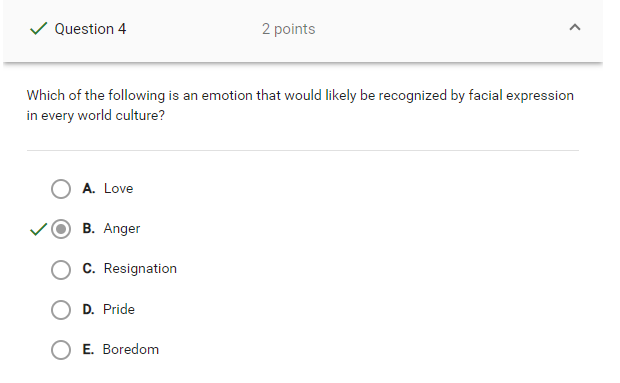 Question 4 2 points
Which of the following is an emotion that would likely be recognized by facial expression
in every world culture?
A. Love
B. Anger
C. Resignation
D. Pride
E. Boredom